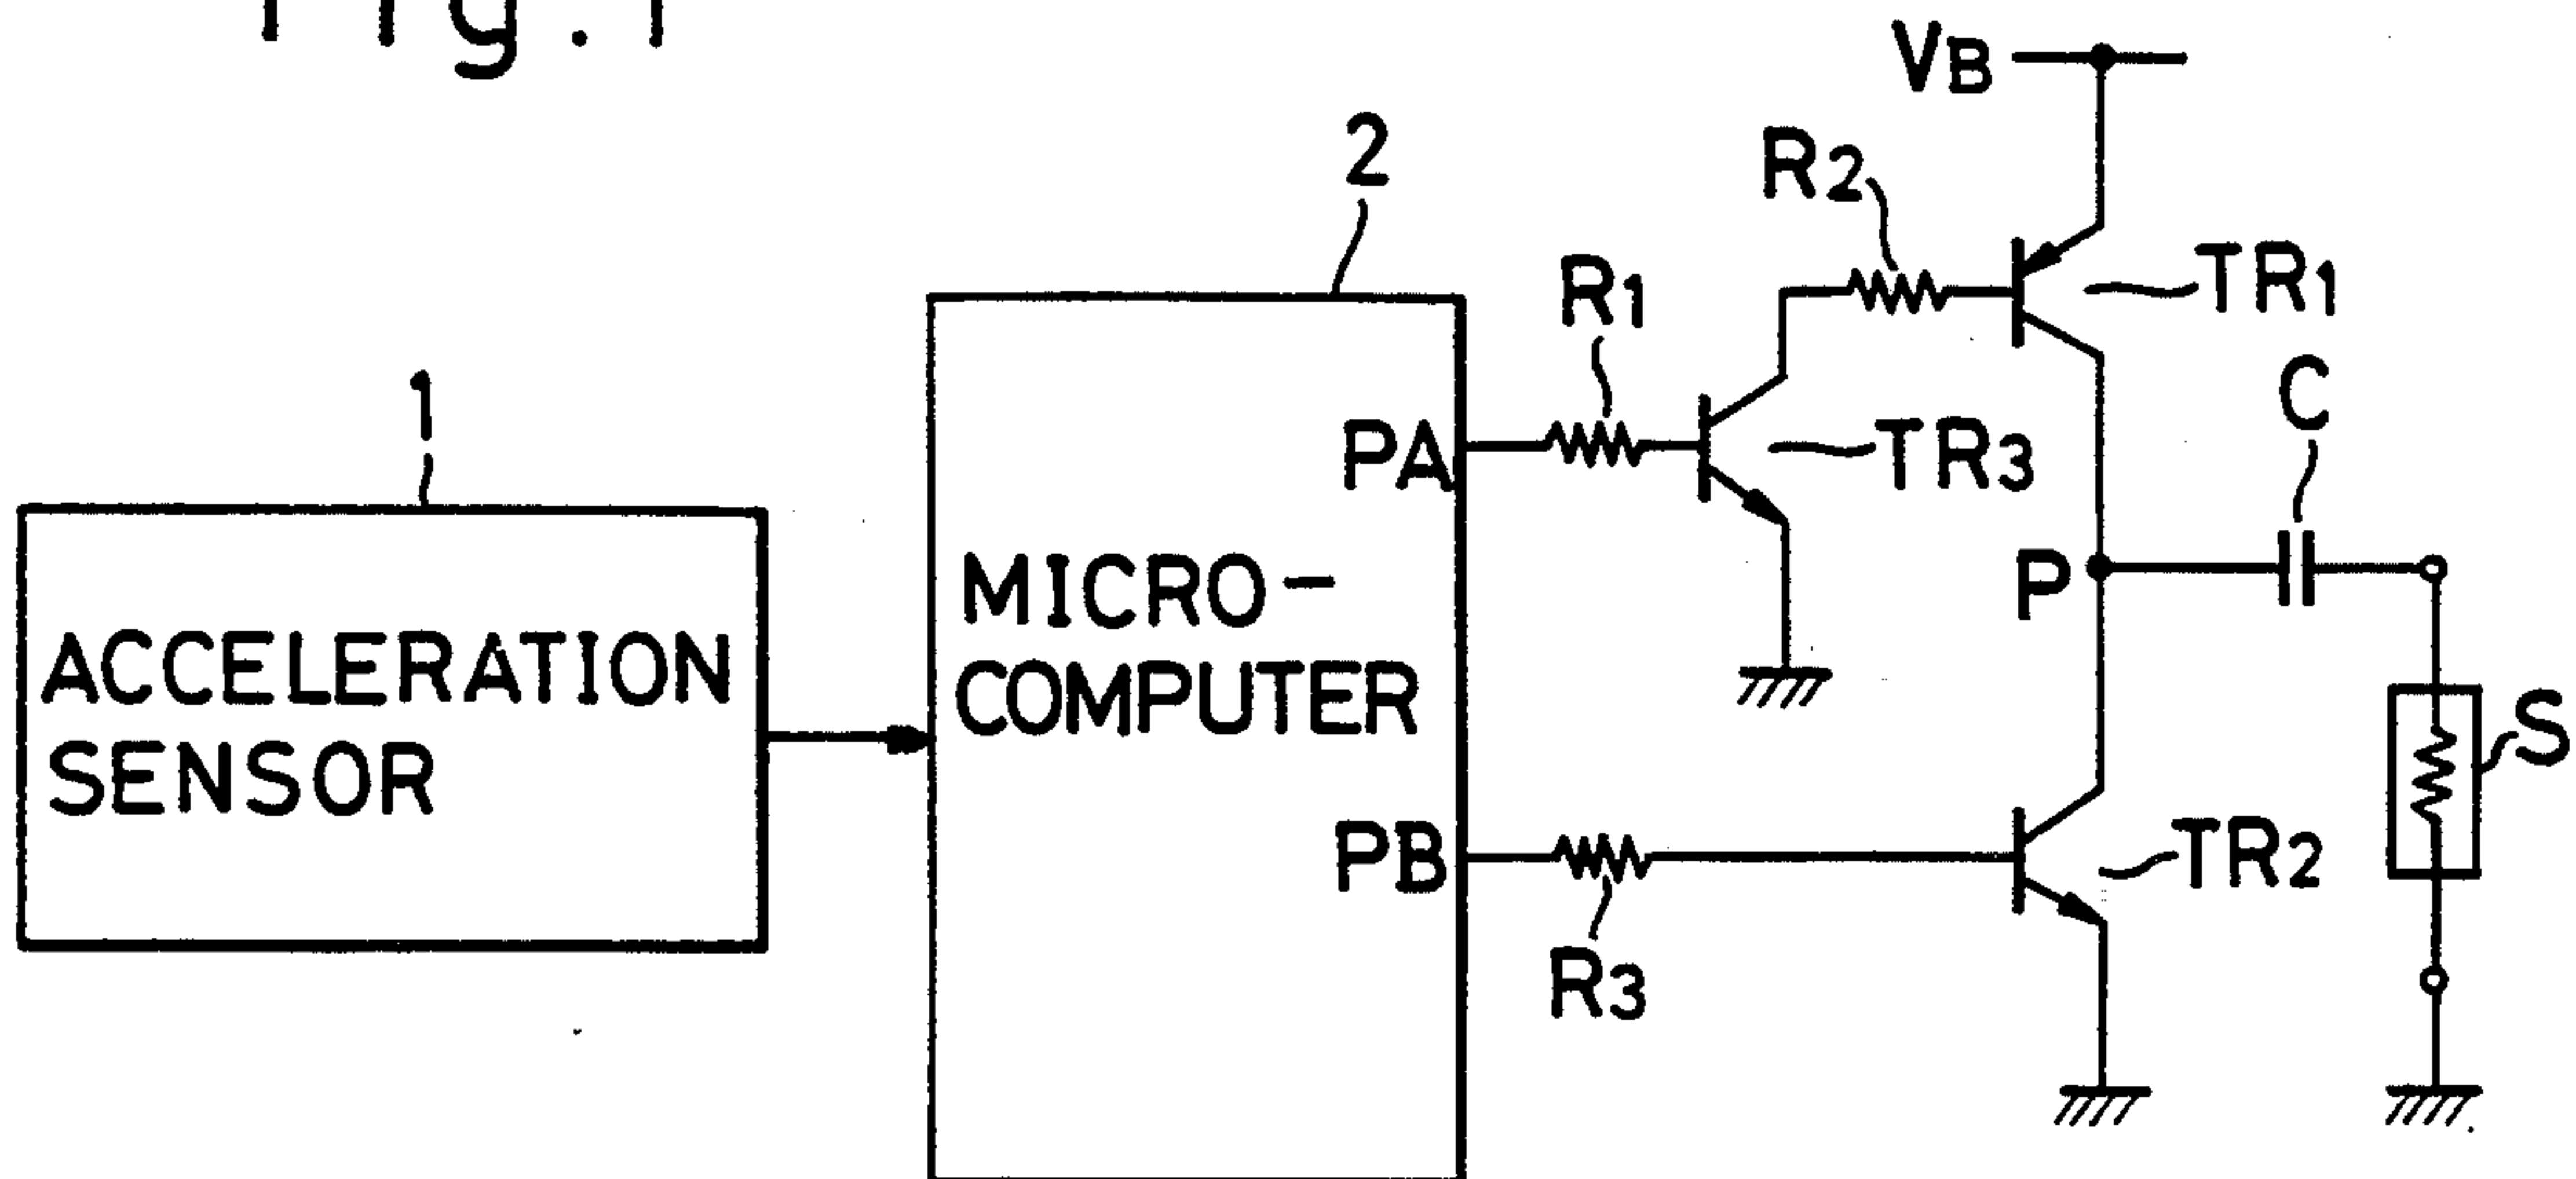 Fig. 1
VB
2
R2
R1
TR1
1
C
PA
TR3
MICRO-
COMPUTER
P
ACCELERATION
SENSOR
S
PB
TR2
R3